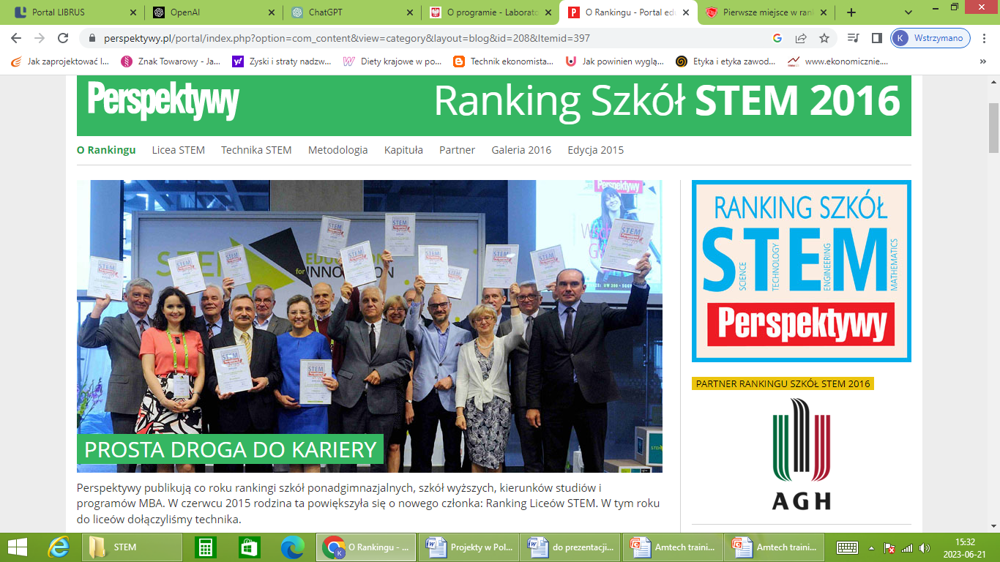 Portal LIBRUS
OpenAI
ChatGPT
O programie - Laborato
O Rankingu - Portal edu
Pierwsze miejsce w rank
perspektywy.pl/portal/index.php?option=com_content&view=category&layout=blog&id=208&Itemid=397
K Wstrzymano
Jak zaprojektować l...
Znak Towarowy - Ja...
Zyski i straty nadzw...
Diety krajowe w po...
Technik ekonomista...
Jak powinien wyglą...
Etyka i etyka zawod...
www.ekonomicznie....
»
Perspektywy
Ranking Szkół STEM 2016
O Rankingu
Licea STEM
Technika STEM
Metodologia
Kapituła
Partner
Galeria 2016
Edycja 2015
Perspektywy
STEM
EDUCATION
for INNOVATION
PROSTA DROGA DO KARIERY
Perspektywy publikują co roku rankingi szkół ponadgimnazjalnych, szkół wyższych, kierunków studiów i
programów MBA. W czerwcu 2015 rodzina ta powiększyła się o nowego członka: Ranking Liceów STEM. W tym roku
do liceów dołączyliśmy technika.
RANKING SZKÓŁ
STEM
SCIENCE
TECHNOLOGY
ENGINEERING
MATHEMATICS
Perspektywy
PARTNER RANKINGU SZKÓŁ STEM 2016
AGH
STEM
O Rankingu - ...
Projekty w Pol...
do prezentacji...
Amtech traini...
Amtech traini...
15:32
2023-06-21